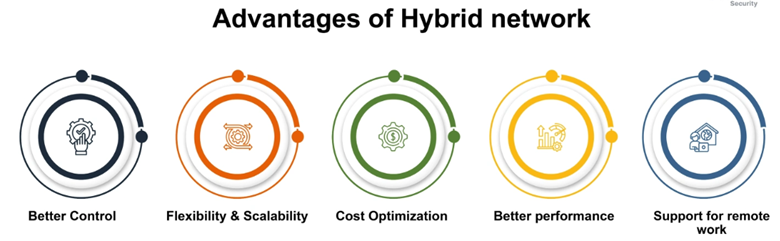 Security
Advantages of Hybrid network
Better Control
Flexibility & Scalability
Cost Optimization
Better performance
Support for remote
work